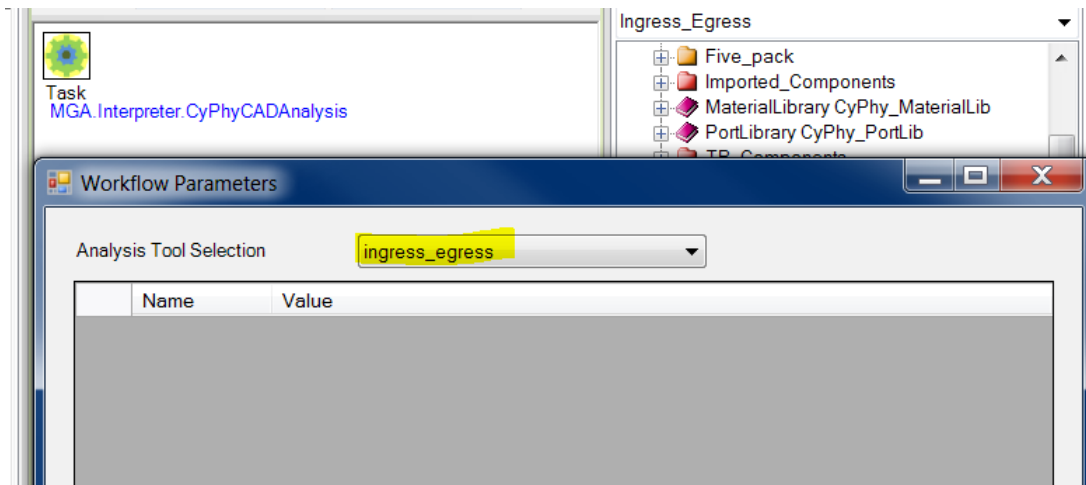 Ingress_Egress
Task
MGA.Interpreter.CyPhyCADAnalysis
Five_pack
Imported_Components
MaterialLibrary CyPhy_MaterialLib
PortLibrary CyPhy_PortLib
Workflow Parameters
Analysis Tool Selection
ingress_egress
Name Value